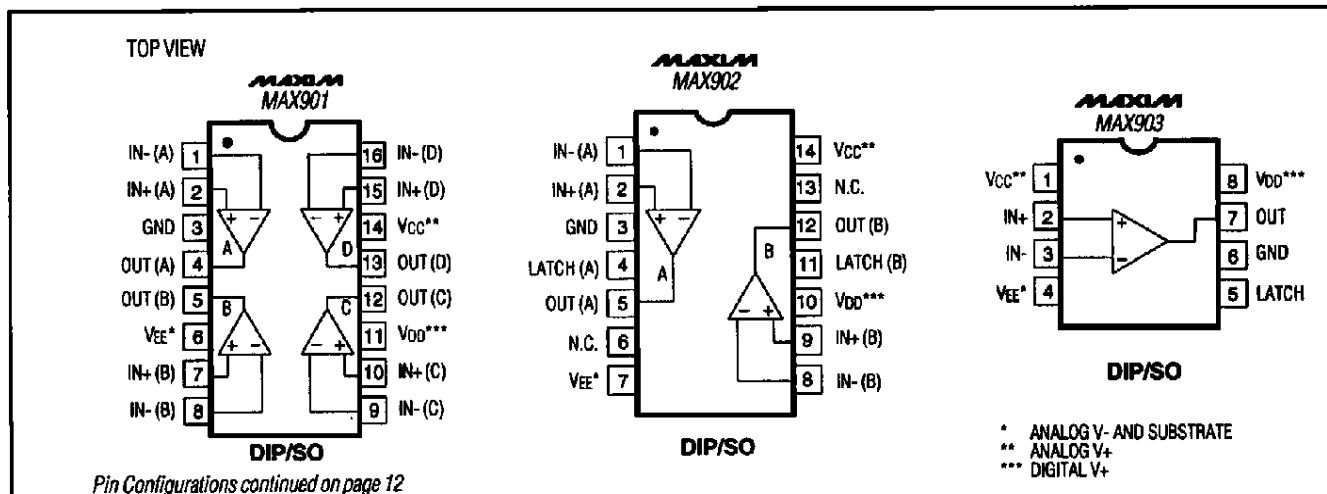 TOP VIEW
MAXIM
MAX901
IN- (A) 1
IN+ (A) 2
GND 3
OUT (A) 4
OUT (B) 5
VEE* 6
IN+ (B) 7
IN- (B) 8
16 IN- (D)
15 IN+ (D)
14 VCC**
13 OUT (D)
12 OUT (C)
11 VDD***
10 IN+ (C)
9 IN- (C)
+ - A
- + D
B - +
C - +
DIP/SO
Pin Configurations continued on page 12
MAXIM
MAX902
IN- (A) 1
IN+ (A) 2
GND 3
LATCH (A) 4
OUT (A) 5
N.C. 6
VEE* 7
14 VCC**
13 N.C.
12 OUT (B)
11 LATCH (B)
10 VDD***
9 IN+ (B)
8 IN- (B)
+ - A
B - +
DIP/SO
MAXIM
MAX903
VCC** 1
IN+ 2
IN- 3
VEE* 4
8 VDD***
7 OUT
6 GND
5 LATCH
+
-
DIP/SO
* ANALOG V- AND SUBSTRATE
** ANALOG V+
*** DIGITAL V+